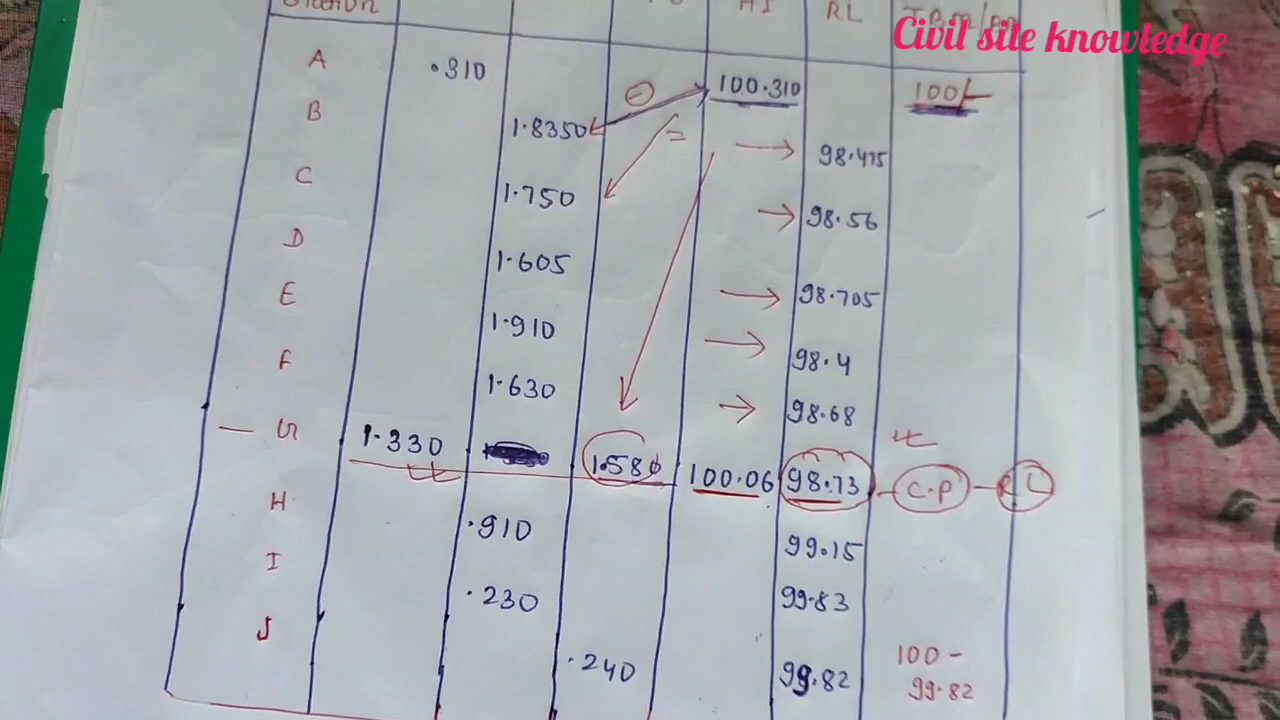 Station HI RL
Civil site knowledge
A .310 100.310 100/-
B 1.8350 98.475
C 1.750 98.56
D 1.605 98.705
E 1.910 98.4
F 1.630 98.68
G 1.330 1.580 100.06 98.73 C.P RL
H .910 99.15
I .230 99.83
J .240 99.82 100-
99.82